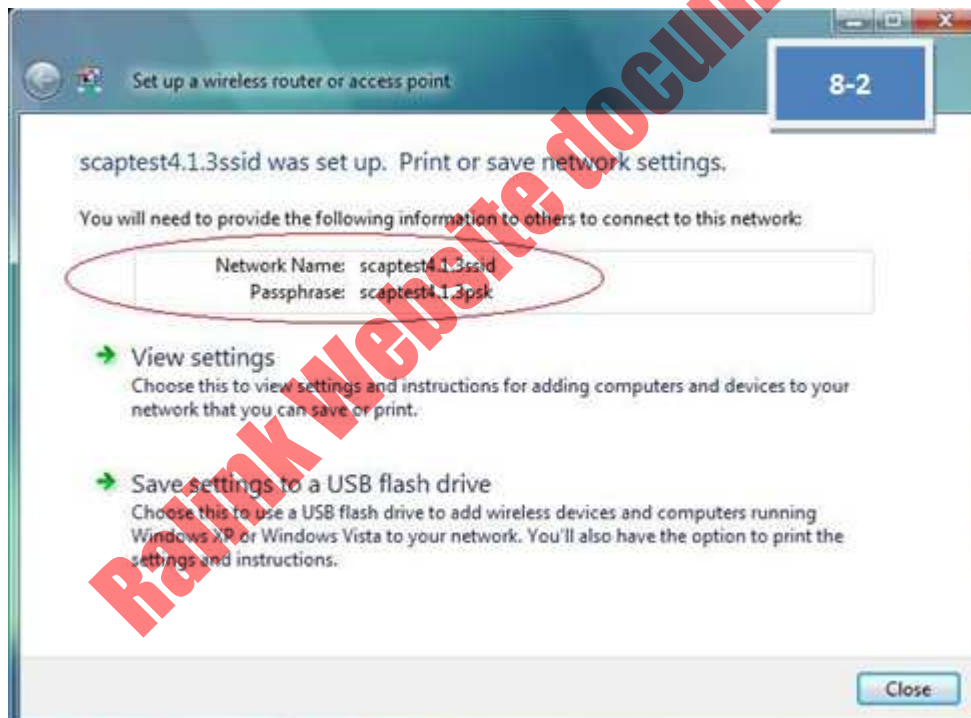 Set up a wireless router or access point
8-2
scaptest4.1.3ssid was set up. Print or save network settings.
You will need to provide the following information to others to connect to this network:
Network Name: scaptest4.1.3ssid
Passphrase: scaptest4.1.3psk
View settings
Choose this to view settings and instructions for adding computers and devices to your
network that you can save or print.
Save settings to a USB flash drive
Choose this to use a USB flash drive to add wireless devices and computers running
Windows XP or Windows Vista to your network. You'll also have the option to print the
settings and instructions.
Close
Ralink Website